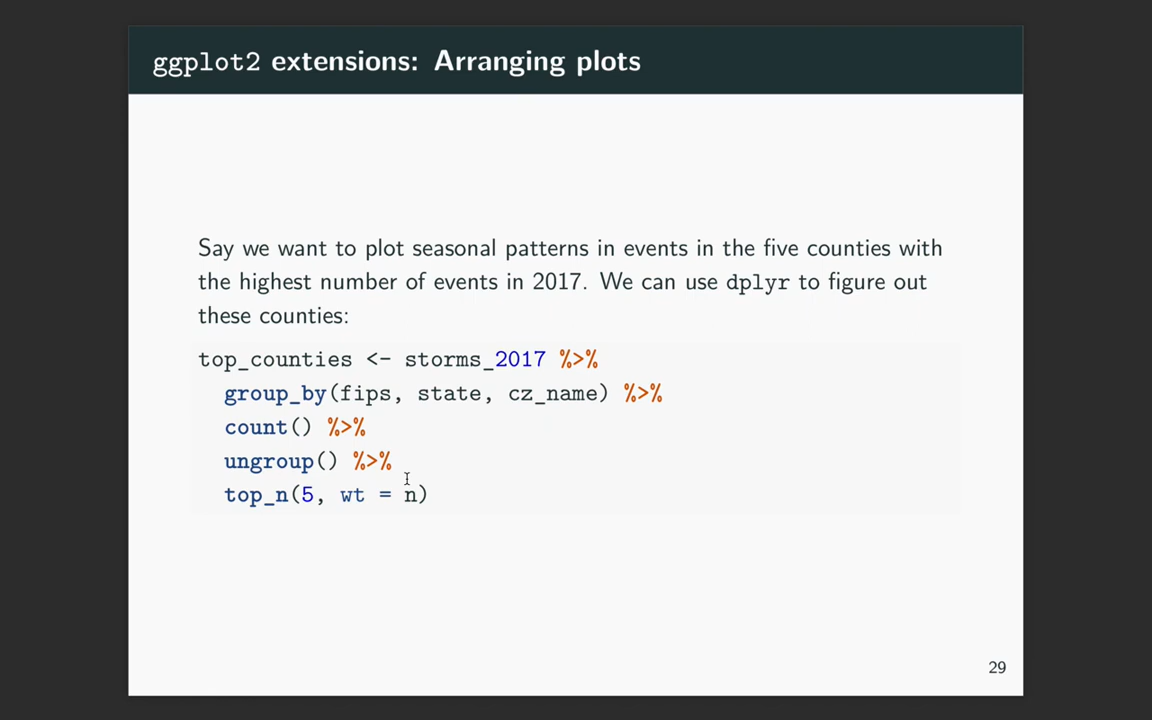 ggplot2 extensions: Arranging plots
Say we want to plot seasonal patterns in events in the five counties with
the highest number of events in 2017. We can use dplyr to figure out
these counties:
top_counties <- storms_2017 %>%
  group_by(fips, state, cz_name) %>%
  count() %>%
  ungroup() %>%
  top_n(5, wt = n)
29